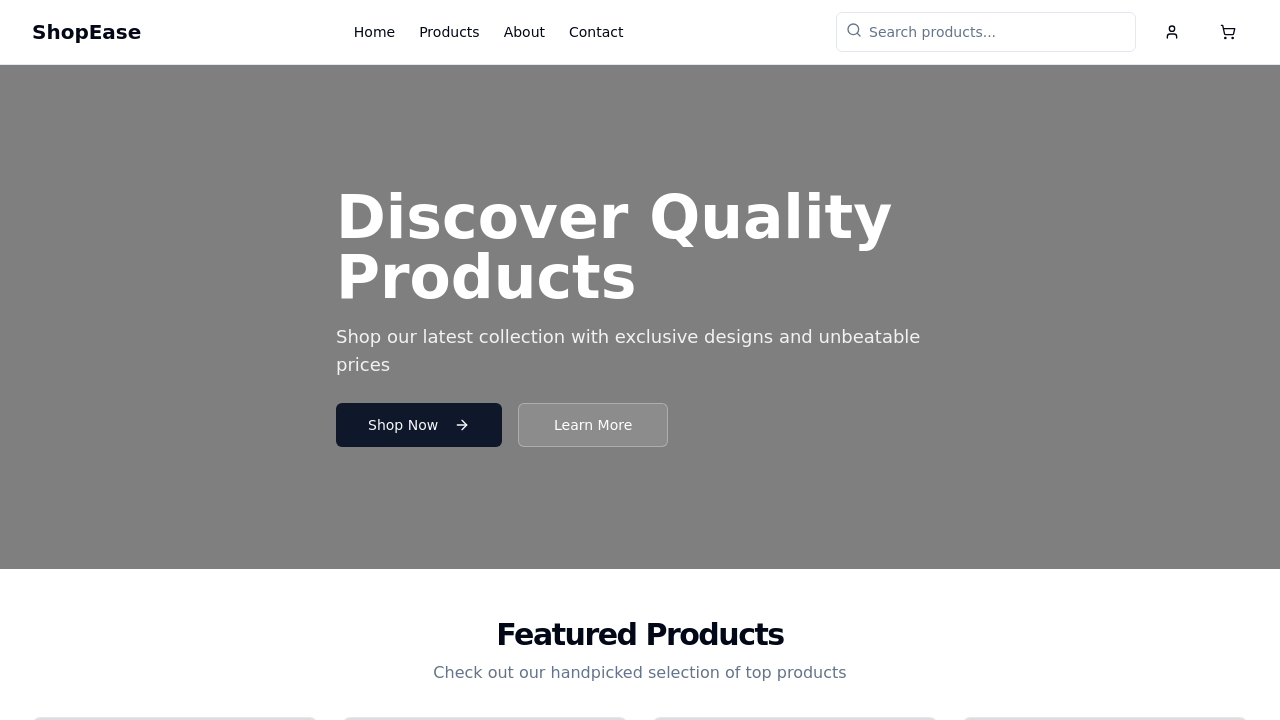 ShopEase
Home
Products
About
Contact
Search products...
Discover Quality
Products
Shop our latest collection with exclusive designs and unbeatable
prices
Shop Now
Learn More
Featured Products
Check out our handpicked selection of top products